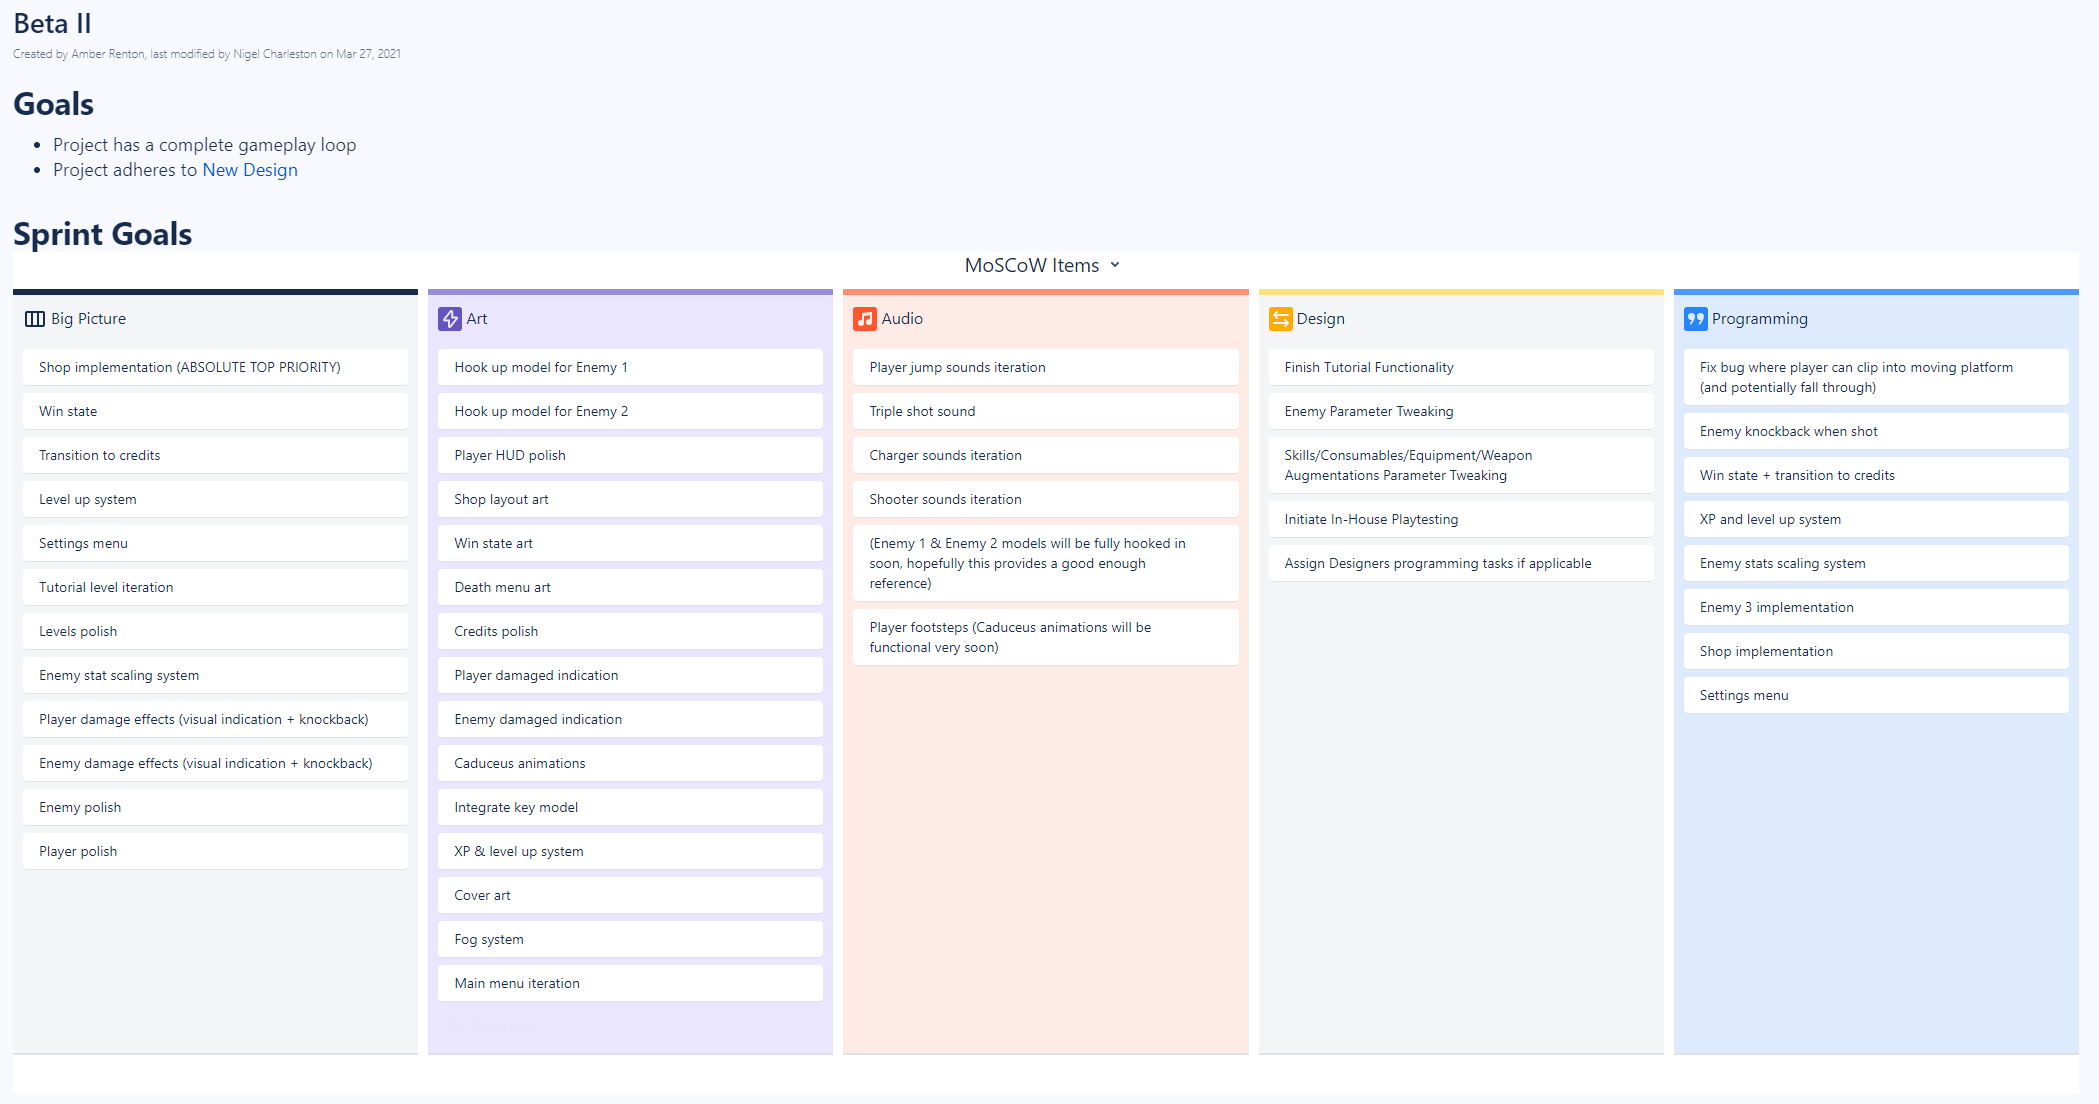 Beta II
Created by Amber Renton, last modified by Nigel Charleston on Mar 27, 2021
Goals
• Project has a complete gameplay loop
• Project adheres to New Design
Sprint Goals
MoSCoW Items
Big Picture
Shop implementation (ABSOLUTE TOP PRIORITY)
Win state
Transition to credits
Level up system
Settings menu
Tutorial level iteration
Levels polish
Enemy stat scaling system
Player damage effects (visual indication + knockback)
Enemy damage effects (visual indication + knockback)
Enemy polish
Player polish
Art
Hook up model for Enemy 1
Hook up model for Enemy 2
Player HUD polish
Shop layout art
Win state art
Death menu art
Credits polish
Player damaged indication
Enemy damaged indication
Caduceus animations
Integrate key model
XP & level up system
Cover art
Fog system
Main menu iteration
Audio
Player jump sounds iteration
Triple shot sound
Charger sounds iteration
Shooter sounds iteration
(Enemy 1 & Enemy 2 models will be fully hooked in
soon, hopefully this provides a good enough
reference)
Player footsteps (Caduceus animations will be
functional very soon)
Design
Finish Tutorial Functionality
Enemy Parameter Tweaking
Skills/Consumables/Equipment/Weapon
Augmentations Parameter Tweaking
Initiate In-House Playtesting
Assign Designers programming tasks if applicable
Programming
Fix bug where player can clip into moving platform
(and potentially fall through)
Enemy knockback when shot
Win state + transition to credits
XP and level up system
Enemy stats scaling system
Enemy 3 implementation
Shop implementation
Settings menu